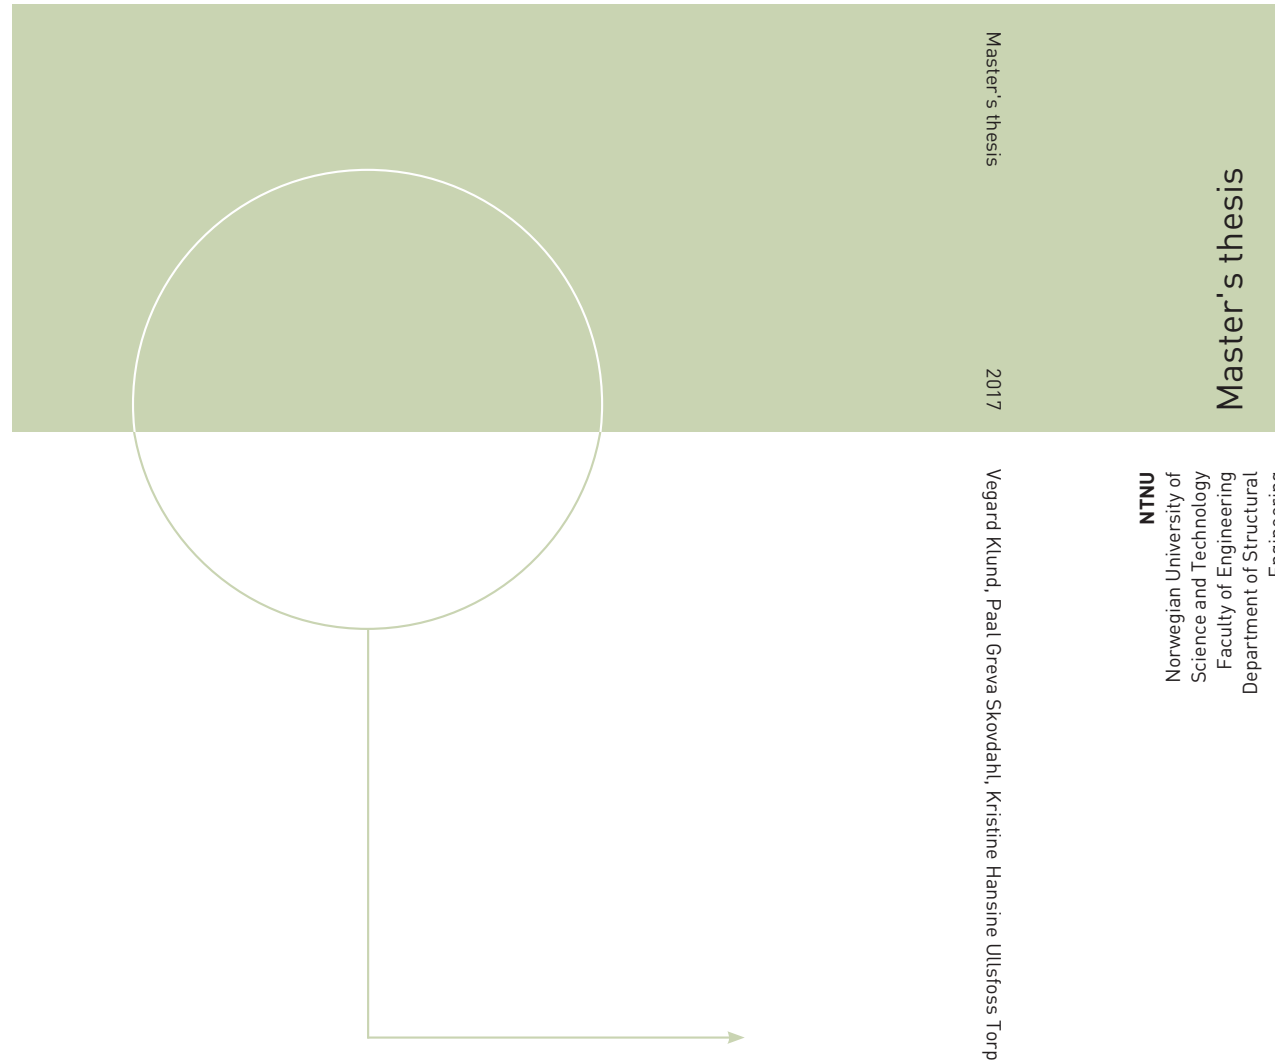 Master's thesis
2017
Vegard Klund, Paal Greva Skovdahl, Kristine Hansine Ullsfoss Torp
Master's thesis
NTNU
Norwegian University of
Science and Technology
Faculty of Engineering
Department of Structural
Engineering